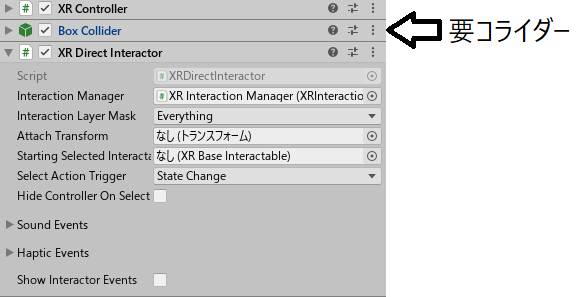 XR Controller
Box Collider
要コライダー
XR Direct Interactor
Script XRDirectInteractor
Interaction Manager XR Interaction Manager (XRInteractio
Interaction Layer Mask Everything
Attach Transform なし (トランスフォーム)
Starting Selected Interacta なし (XR Base Interactable)
Select Action Trigger State Change
Hide Controller On Select
Sound Events
Haptic Events
Show Interactor Events